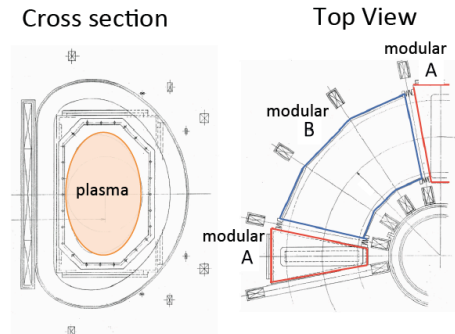 Cross section
Top View
plasma
modular
A
modular
B
modular
A